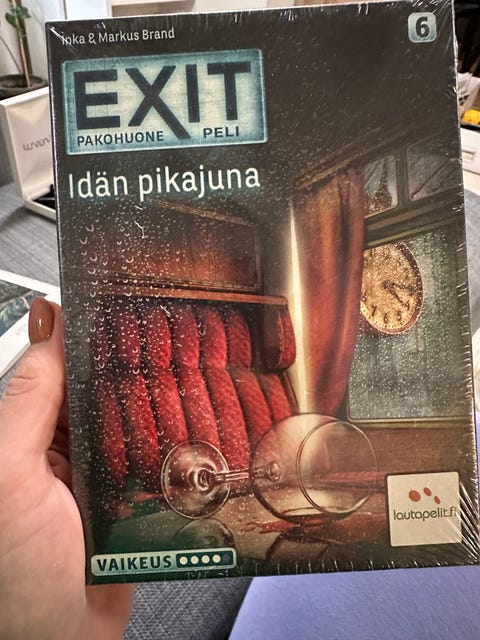 Inka & Markus Brand
6
EXIT
PAKOHUONE PELI
Idän pikajuna
lautapelit.fi
VAIKEUS